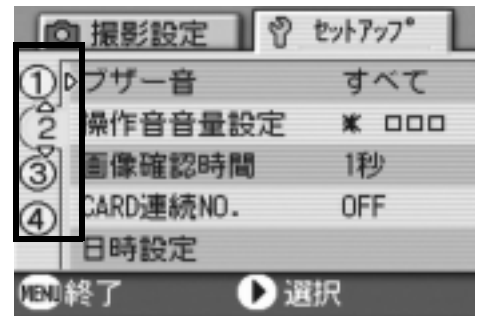 撮影設定 ｾｯﾄｱｯﾌﾟ
① ブザー音 すべて
2 操作音音量設定 □□□
③ 画像確認時間 1秒
④ CARD連続NO. OFF
日時設定
MENU 終了 選択